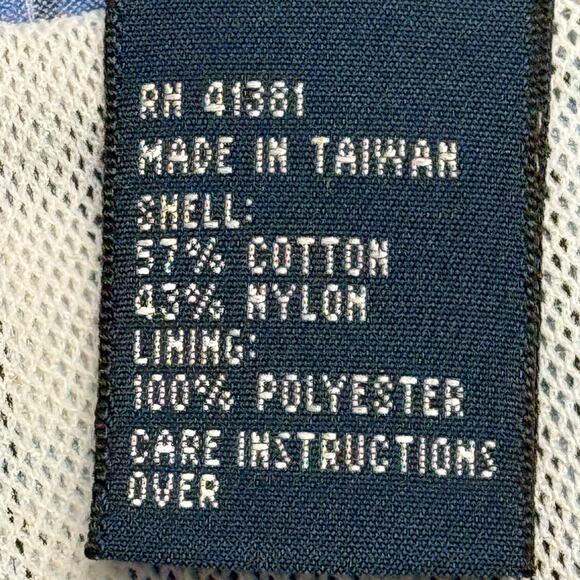 RN 41381
MADE IN TAIWAN
SHELL:
57% COTTON
43% NYLON
LINING:
100% POLYESTER
CARE INSTRUCTIONS
OVER